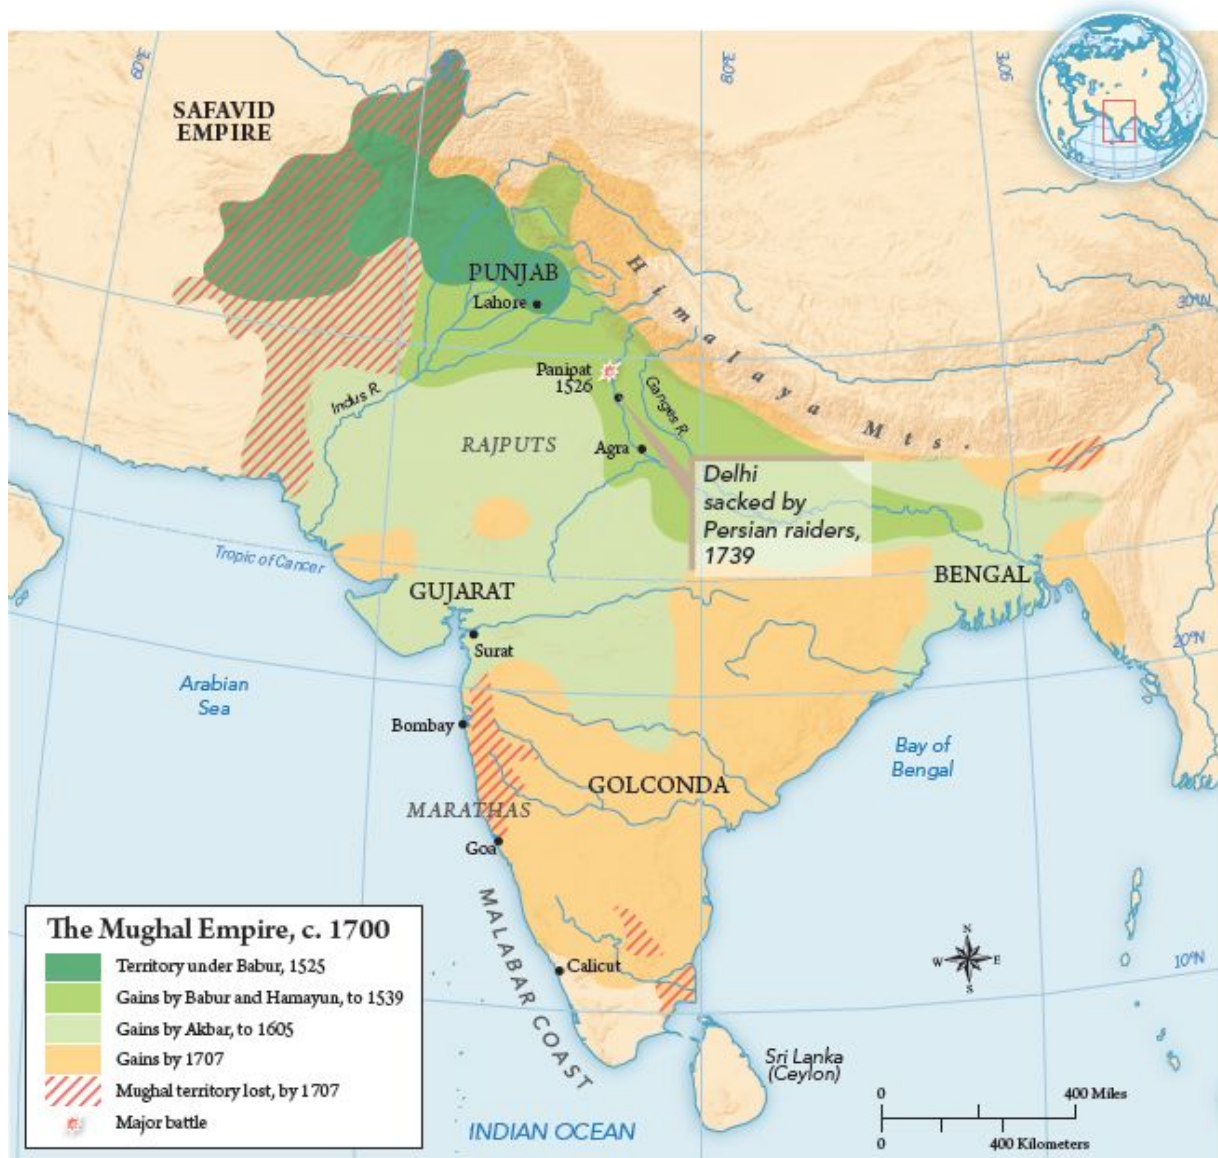 60°E
80°E
90°E
SAFAVID
EMPIRE
PUNJAB
Lahore
Himalaya Mts.
30°N
Panipat
1526
Indus R.
Ganges R.
RAJPUTS
Agra
Delhi
sacked by
Persian raiders,
1739
Tropic of Cancer
GUJARAT
BENGAL
Surat
20°N
Arabian
Sea
Bombay
Bay of
Bengal
GOLCONDA
MARATHAS
Goa
MALABAR COAST
Calicut
10°N
N
W
E
S
Sri Lanka
(Ceylon)
INDIAN OCEAN
0
400 Miles
0
400 Kilometers
The Mughal Empire, c. 1700
Territory under Babur, 1525
Gains by Babur and Hamayun, to 1539
Gains by Akbar, to 1605
Gains by 1707
Mughal territory lost, by 1707
Major battle